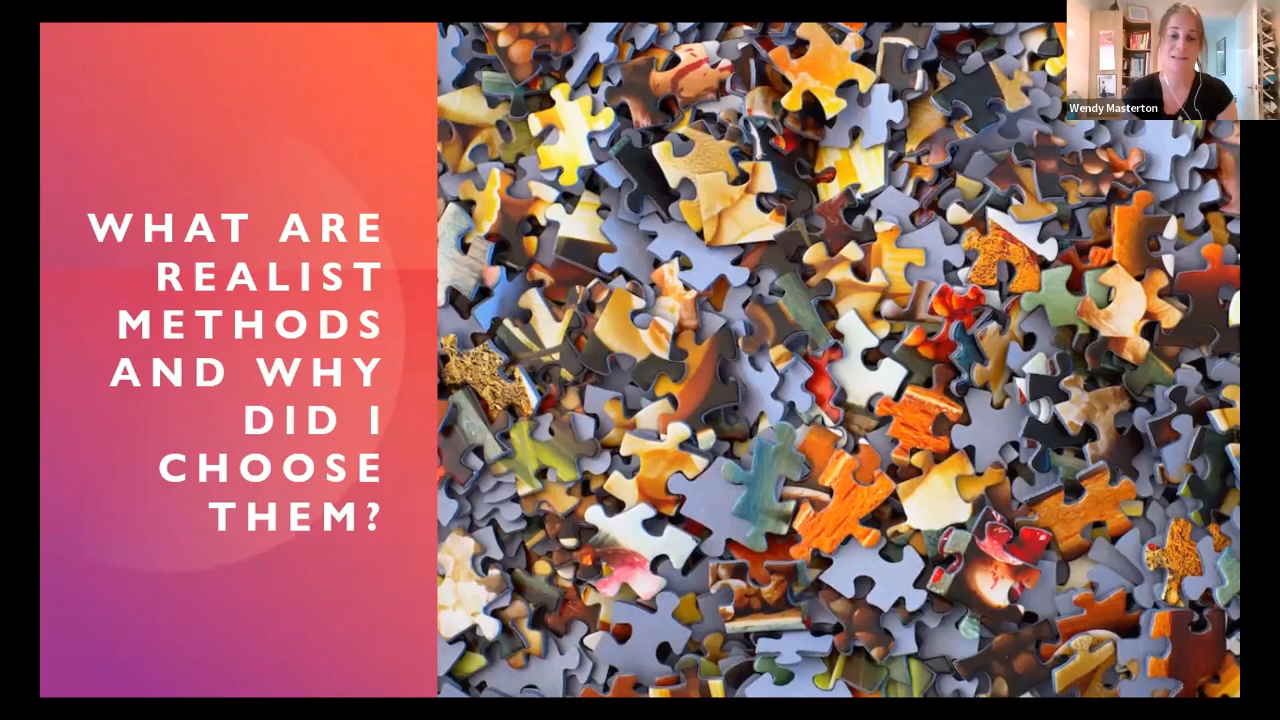 WHAT ARE
REALIST
METHODS
AND WHY
DID I
CHOOSE
THEM?
Wendy Masterton